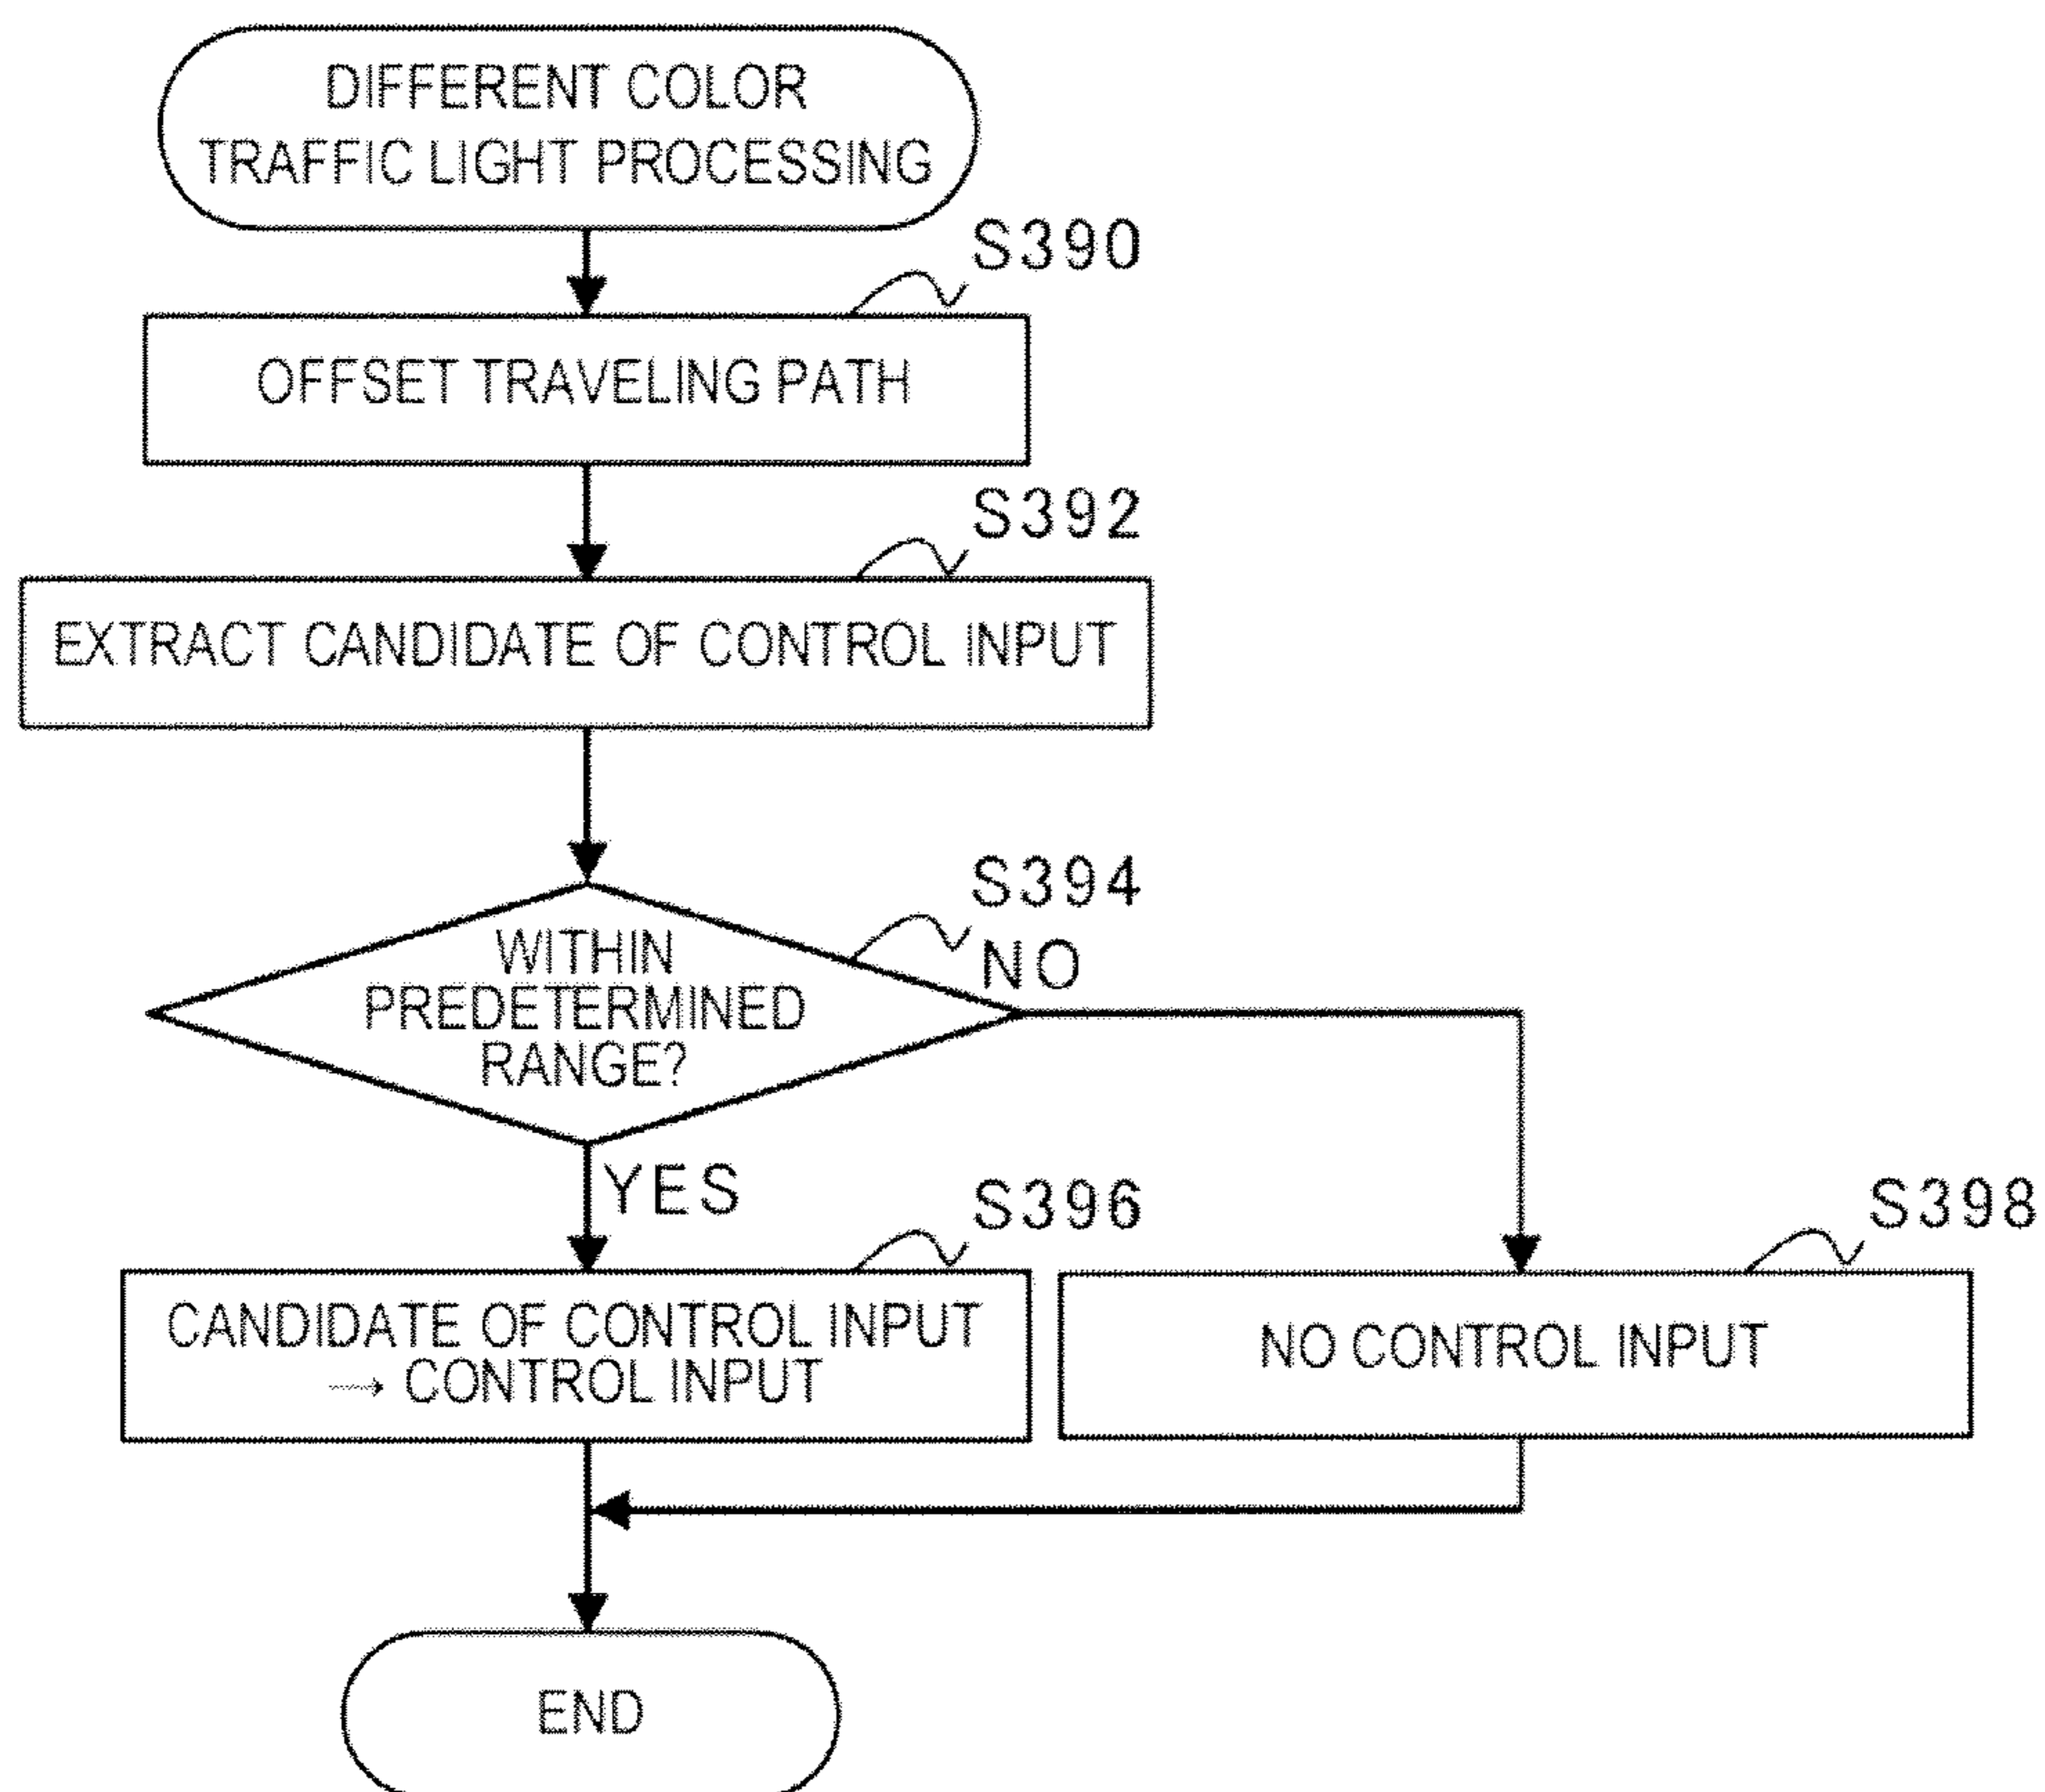 DIFFERENT COLOR
TRAFFIC LIGHT PROCESSING
S390
OFFSET TRAVELING PATH
S392
EXTRACT CANDIDATE OF CONTROL INPUT
S394
NO
WITHIN
PREDETERMINED
RANGE?
YES
S396
S398
CANDIDATE OF CONTROL INPUT
→ CONTROL INPUT
NO CONTROL INPUT
END